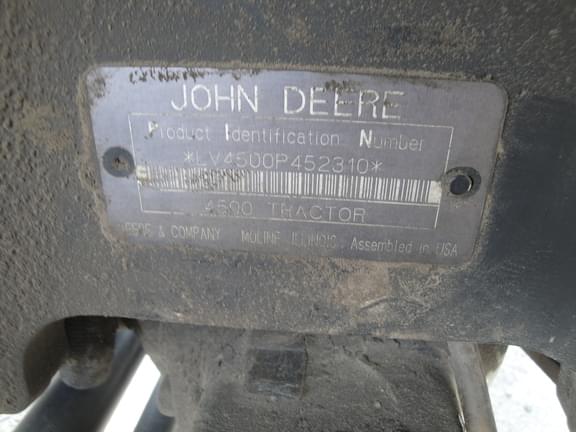 JOHN DEERE
Product Identification Number
*LV4500P452310*
4500 TRACTOR
DEERE & COMPANY MOLINE ILLINOIS Assembled in USA